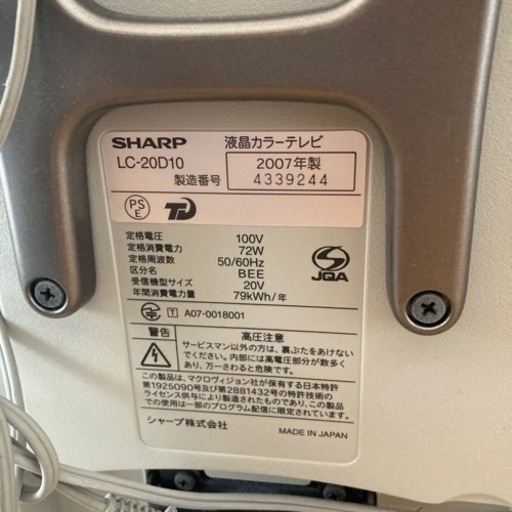 SHARP 液晶カラーテレビ
LC-20D10 2007年製
製造番号 4339244
PS E TD
定格電圧 100V
定格消費電力 72W
定格周波数 50/60Hz
区分名 BEE
受信機型サイズ 20V
年間消費電力量 79kWh/年
JQA
T A07-0018001
警告 高圧注意
サービスマン以外の方は、裏ぶたをあけない
でください。内部には高電圧部分が数多く
あり、万一さわると危険です。
この製品は、マクロヴィジョン社が保有する日本特許
第1925090号及び第2881432号の特許技術の
ライセンス供与により製造されました。この製品
での使用は一部のプログラム配信に限定されています。
シャープ株式会社 MADE IN JAPAN